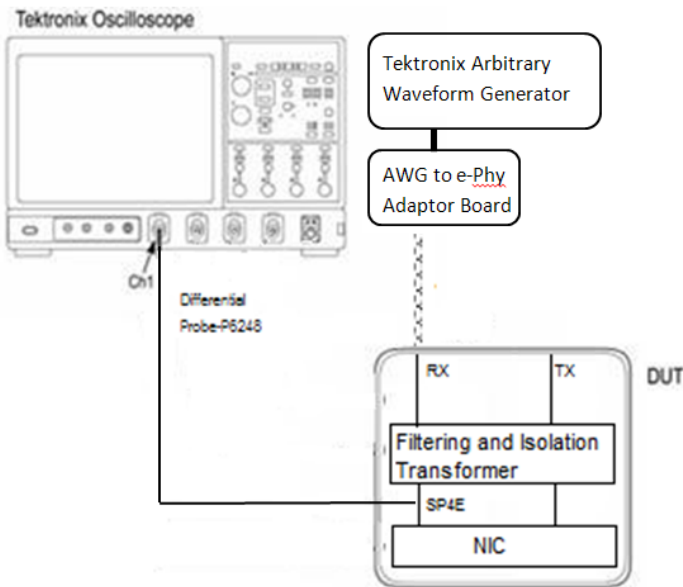 Tektronix Oscilloscope
Tektronix Arbitrary
Waveform Generator
AWG to e-Phy
Adaptor Board
Ch1
Differential
Probe-P6248
RX
TX
DUT
Filtering and Isolation
Transformer
SP4E
NIC